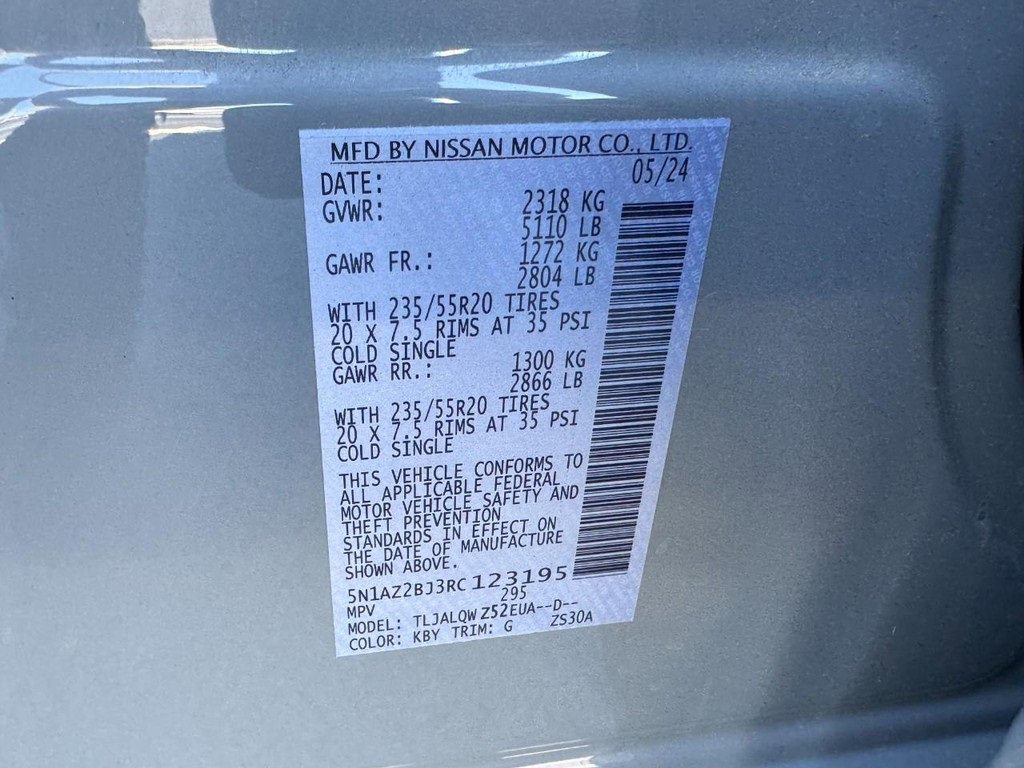 MFD BY NISSAN MOTOR CO., LTD.
DATE: 05/24
GVWR: 2318 KG
5110 LB
GAWR FR.: 1272 KG
2804 LB
WITH 235/55R20 TIRES
20 X 7.5 RIMS AT 35 PSI
COLD SINGLE
GAWR RR.: 1300 KG
2866 LB
WITH 235/55R20 TIRES
20 X 7.5 RIMS AT 35 PSI
COLD SINGLE
THIS VEHICLE CONFORMS TO
ALL APPLICABLE FEDERAL
MOTOR VEHICLE SAFETY AND
THEFT PREVENTION
STANDARDS IN EFFECT ON
THE DATE OF MANUFACTURE
SHOWN ABOVE.
5N1AZ2BJ3RC 123195
MPV 295
MODEL: TLJALQW Z52EUA--D--
COLOR: KBY TRIM: G ZS30A